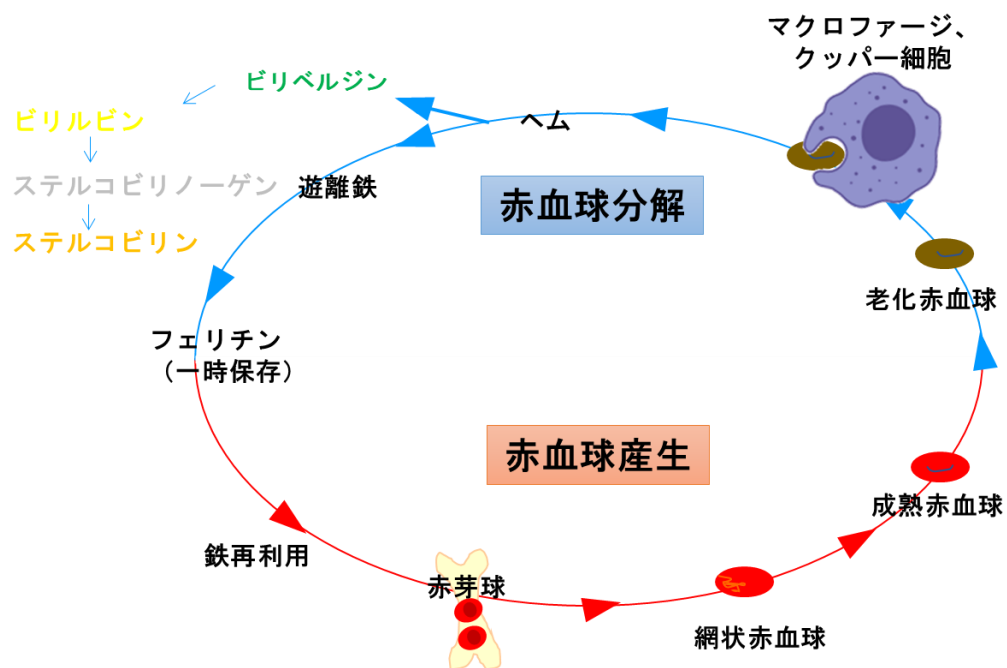 マクロファージ、
クッパー細胞
ビリベルジン
ヘム
ビリルビン
ステルコビリノーゲン
遊離鉄
赤血球分解
ステルコビリン
老化赤血球
フェリチン
（一時保存）
赤血球産生
成熟赤血球
鉄再利用
赤芽球
網状赤血球